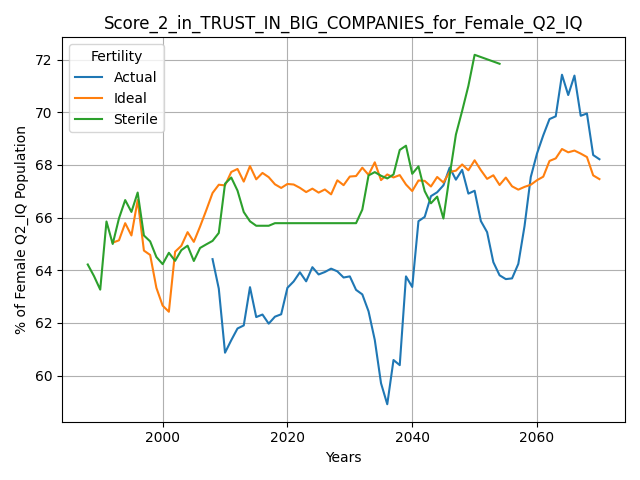 Score_2_in_TRUST_IN_BIG_COMPANIES_for_Female_Q2_IQ
Fertility
Actual
Ideal
Sterile
% of Female Q2_IQ Population
72
70
68
66
64
62
60
2000
2020
2040
2060
Years